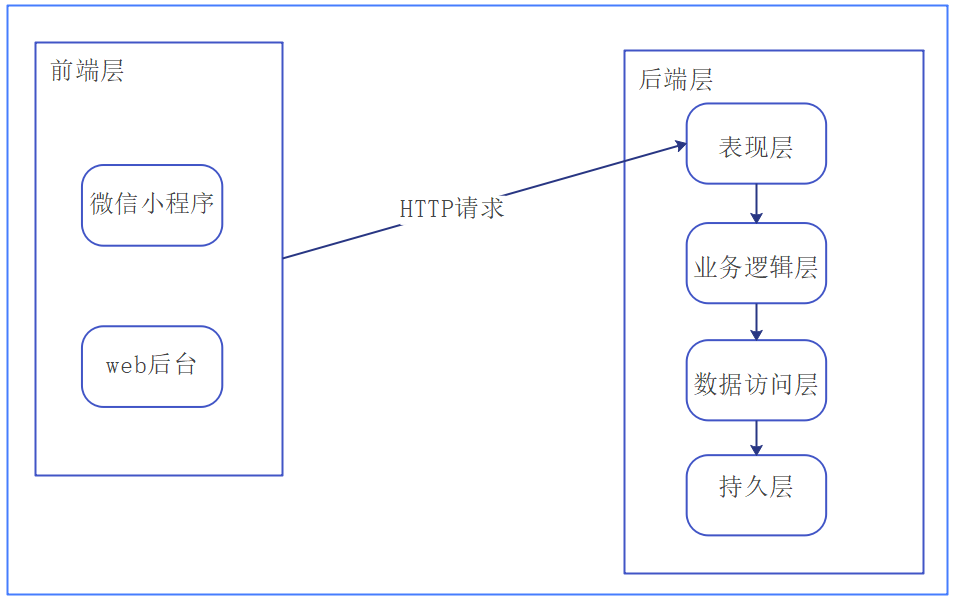 前端层
微信小程序
web后台
HTTP请求
后端层
表现层
业务逻辑层
数据访问层
持久层